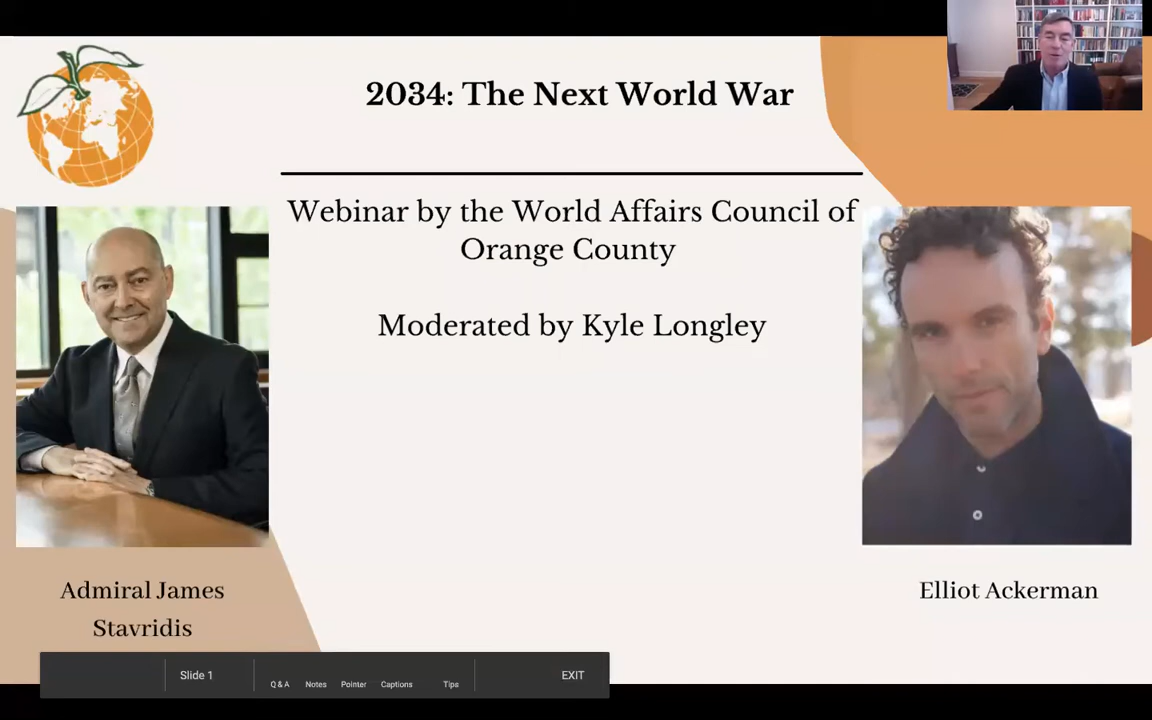 2034: The Next World War
Webinar by the World Affairs Council of
Orange County
Moderated by Kyle Longley
Admiral James
Stavridis
Elliot Ackerman
Slide 1
Q & A
Notes
Pointer
Captions
Tips
EXIT